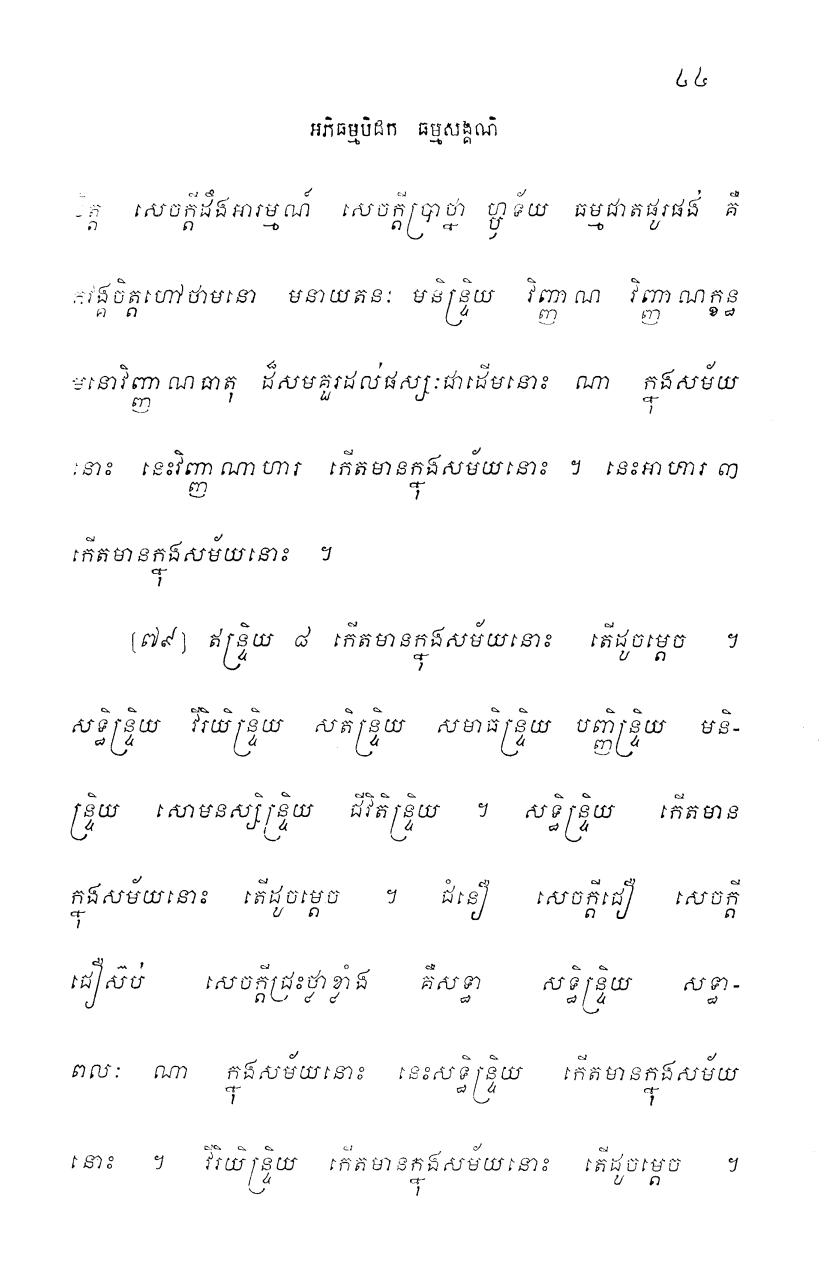 ៤៤
អភិធម្មបិដក ធម្មសង្គណិ
ចិត្ត សេចក្តីដឹងអារម្មណ៍ សេចក្តីប្រាថ្នា ហ្ឫទ័យ ធម្មជាតផូរផង់ គឺ
ភវង្គចិត្តហៅថាមនោ មនាយតនៈ មនិន្ទ្រិយ វិញ្ញាណ វិញ្ញាណក្ខន្ធ
មនោវិញ្ញាណធាតុ ដ៏សមគួរដល់ផស្សៈជាដើមនោះ ណា ក្នុងសម័យ
នោះ នេះវិញ្ញាណាហារ កើតមានក្នុងសម័យនោះ ។ នេះអាហារ ៣
កើតមានក្នុងសម័យនោះ ។
[៧៩] ឥន្ទ្រិយ ៨ កើតមានក្នុងសម័យនោះ តើដូចម្តេច ។
សទ្ធិន្ទ្រិយ វីរិយិន្ទ្រិយ សតិន្ទ្រិយ សមាធិន្ទ្រិយ បញ្ញិន្ទ្រិយ មនិ-
ន្ទ្រិយ សោមនស្សិន្ទ្រិយ ជីវិតិន្ទ្រិយ ។ សទ្ធិន្ទ្រិយ កើតមាន
ក្នុងសម័យនោះ តើដូចម្តេច ។ ជំនឿ សេចក្តីជឿ សេចក្តី
ជឿស៊ប់ សេចក្តីជ្រះថ្លាខ្លាំង គឺសទ្ធា សទ្ធិន្ទ្រិយ សទ្ធា-
ពលៈ ណា ក្នុងសម័យនោះ នេះសទ្ធិន្ទ្រិយ កើតមានក្នុងសម័យ
នោះ ។ វីរិយិន្ទ្រិយ កើតមានក្នុងសម័យនោះ តើដូចម្តេច ។